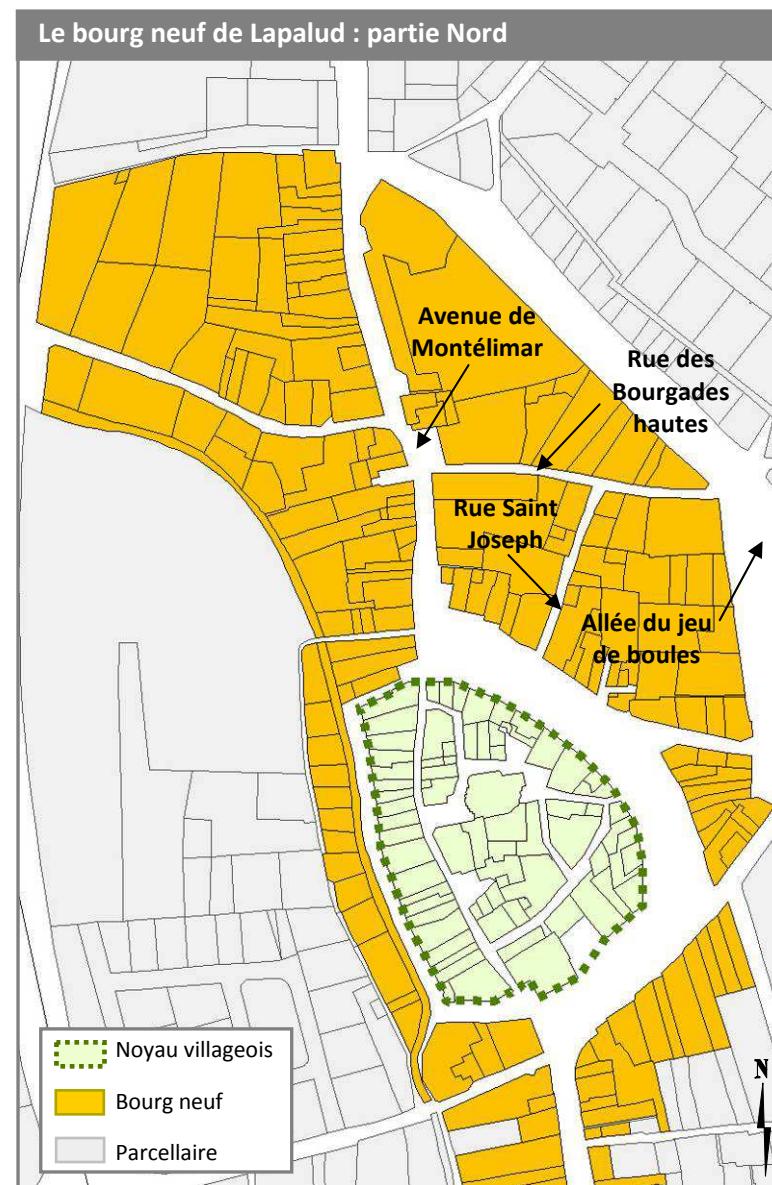 Le bourg neuf de Lapalud : partie Nord
Avenue de
Montélimar
Rue des
Bourgades
hautes
Rue Saint
Joseph
Allée du jeu
de boules
Noyau villageois
Bourg neuf
Parcellaire
N